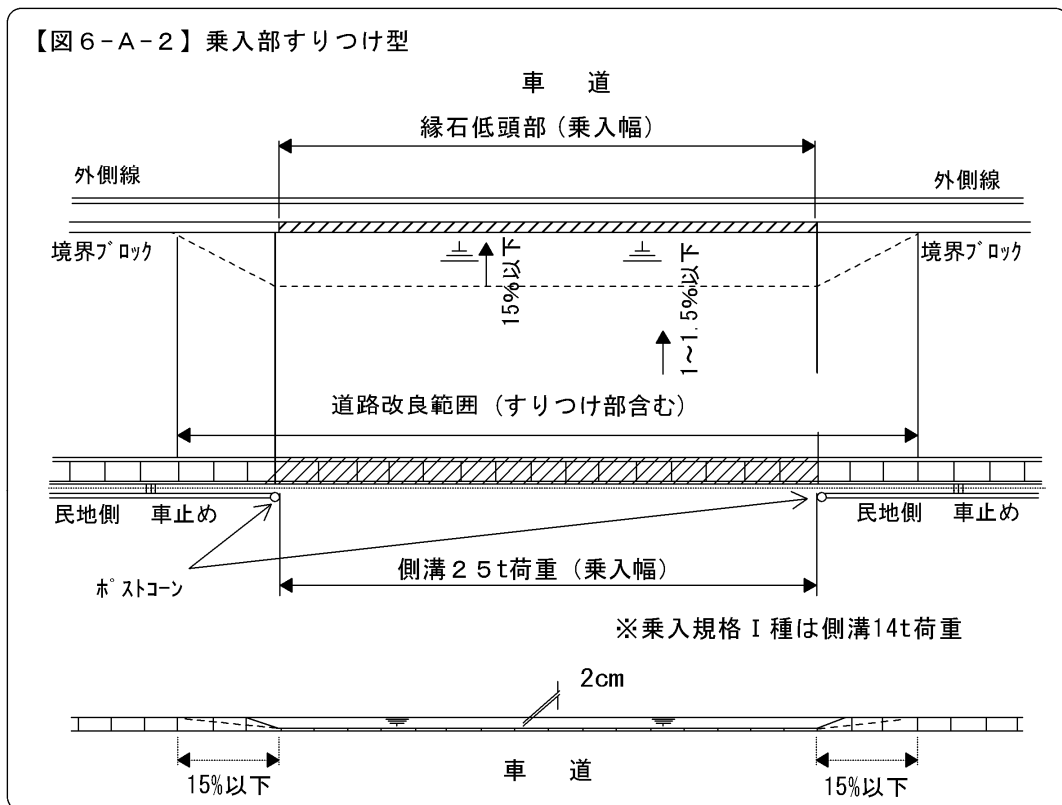 【図６-Ａ-２】乗入部すりつけ型
車　道
縁石低頭部（乗入幅）
外側線
外側線
境界ﾌﾞﾛｯｸ
境界ﾌﾞﾛｯｸ
15%以下
1～1.5%以下
道路改良範囲（すりつけ部含む）
民地側
車止め
民地側
車止め
ﾎﾟｽﾄｺｰﾝ
側溝２５t荷重（乗入幅）
※乗入規格Ⅰ種は側溝14t荷重
2cm
15%以下
車　道
15%以下